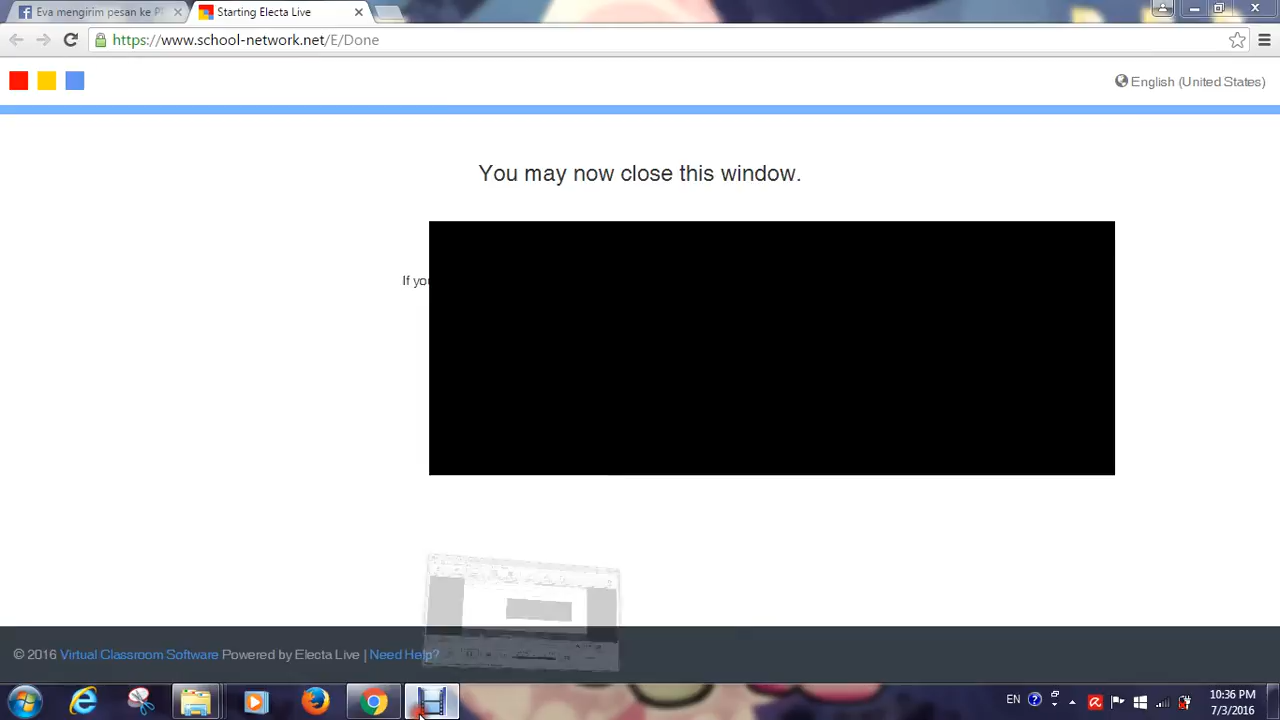 Eva mengirim pesan ke P
Starting Electa Live
https://www.school-network.net/E/Done
English (United States)
You may now close this window.
If you
© 2016 Virtual Classroom Software Powered by Electa Live | Need Help?
EN
10:36 PM
7/3/2016